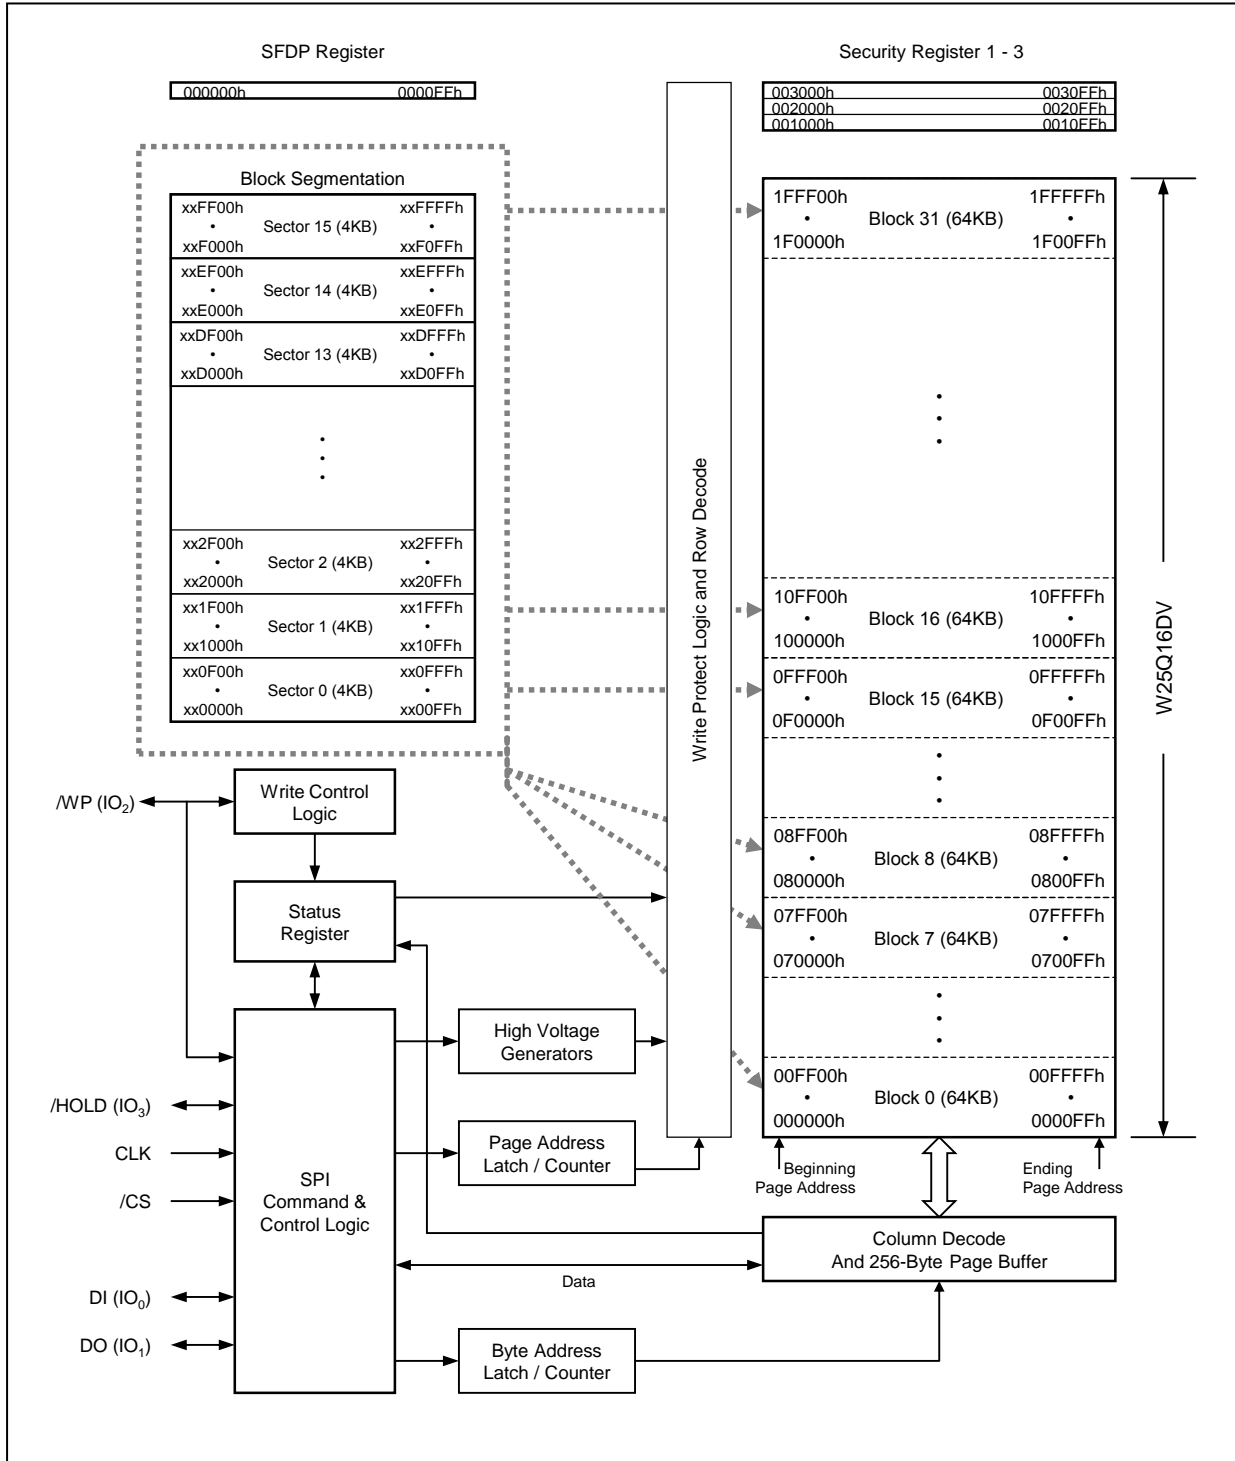 SFDP Register
000000h 0000FFh
Security Register 1 - 3
003000h 0030FFh
002000h 0020FFh
001000h 0010FFh
Block Segmentation
xxFF00h xxFFFFh
• Sector 15 (4KB) •
xxF000h xxF0FFh
xxEF00h xxEFFFh
• Sector 14 (4KB) •
xxE000h xxE0FFh
xxDF00h xxDFFFh
• Sector 13 (4KB) •
xxD000h xxD0FFh
xx2F00h xx2FFFh
• Sector 2 (4KB) •
xx2000h xx20FFh
xx1F00h xx1FFFh
• Sector 1 (4KB) •
xx1000h xx10FFh
xx0F00h xx0FFFh
• Sector 0 (4KB) •
xx0000h xx00FFh
Write Protect Logic and Row Decode
1FFF00h 1FFFFFh
• Block 31 (64KB) •
1F0000h 1F00FFh
10FF00h 10FFFFh
• Block 16 (64KB) •
100000h 1000FFh
0FFF00h 0FFFFFh
• Block 15 (64KB) •
0F0000h 0F00FFh
08FF00h 08FFFFh
• Block 8 (64KB) •
080000h 0800FFh
07FF00h 07FFFFh
• Block 7 (64KB) •
070000h 0700FFh
00FF00h 00FFFFh
• Block 0 (64KB) •
000000h 0000FFh
W25Q16DV
Beginning
Page Address
Ending
Page Address
/WP (IO2)
Write Control
Logic
Status
Register
High Voltage
Generators
/HOLD (IO3)
CLK
/CS
Page Address
Latch / Counter
SPI
Command &
Control Logic
Column Decode
And 256-Byte Page Buffer
Data
DI (IO0)
DO (IO1)
Byte Address
Latch / Counter